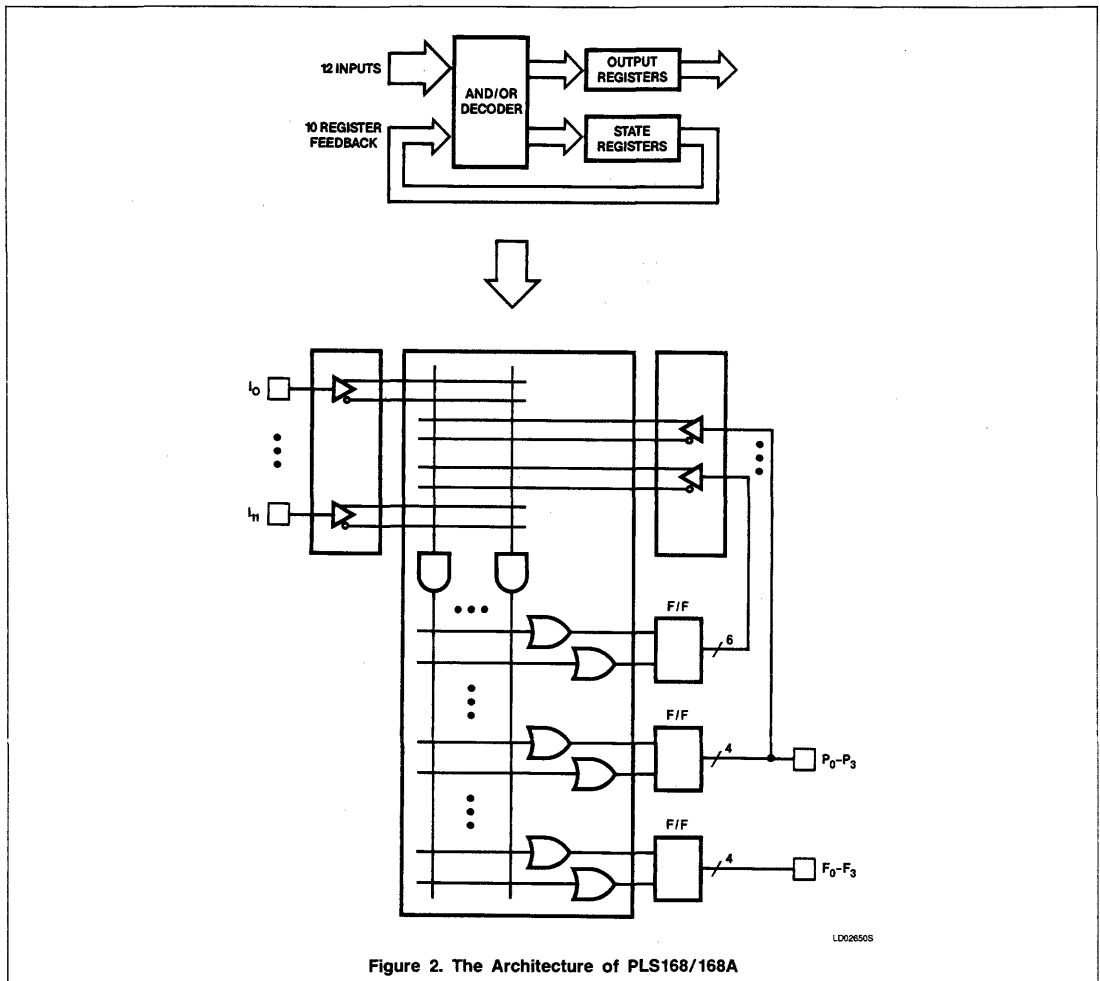 12 INPUTS
AND/OR
DECODER
OUTPUT
REGISTERS
10 REGISTER
FEEDBACK
STATE
REGISTERS
I0
I11
F/F
6
F/F
4
P0-P3
F/F
4
F0-F3
LD02650S
Figure 2. The Architecture of PLS168/168A